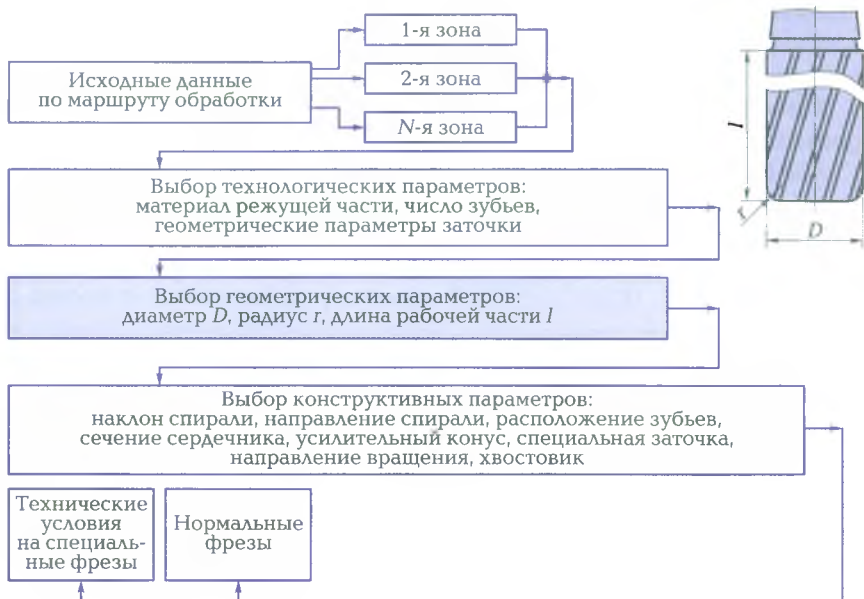 1-я зона
Исходные данные
по маршруту обработки
2-я зона
N-я зона
Выбор технологических параметров:
материал режущей части, число зубьев,
геометрические параметры заточки
l
r
D
Выбор геометрических параметров:
диаметр D, радиус r, длина рабочей части l
Выбор конструктивных параметров:
наклон спирали, направление спирали, расположение зубьев,
сечение сердечника, усилительный конус, специальная заточка,
направление вращения, хвостовик
Технические
условия
на специаль-
ные фрезы
Нормальные
фрезы